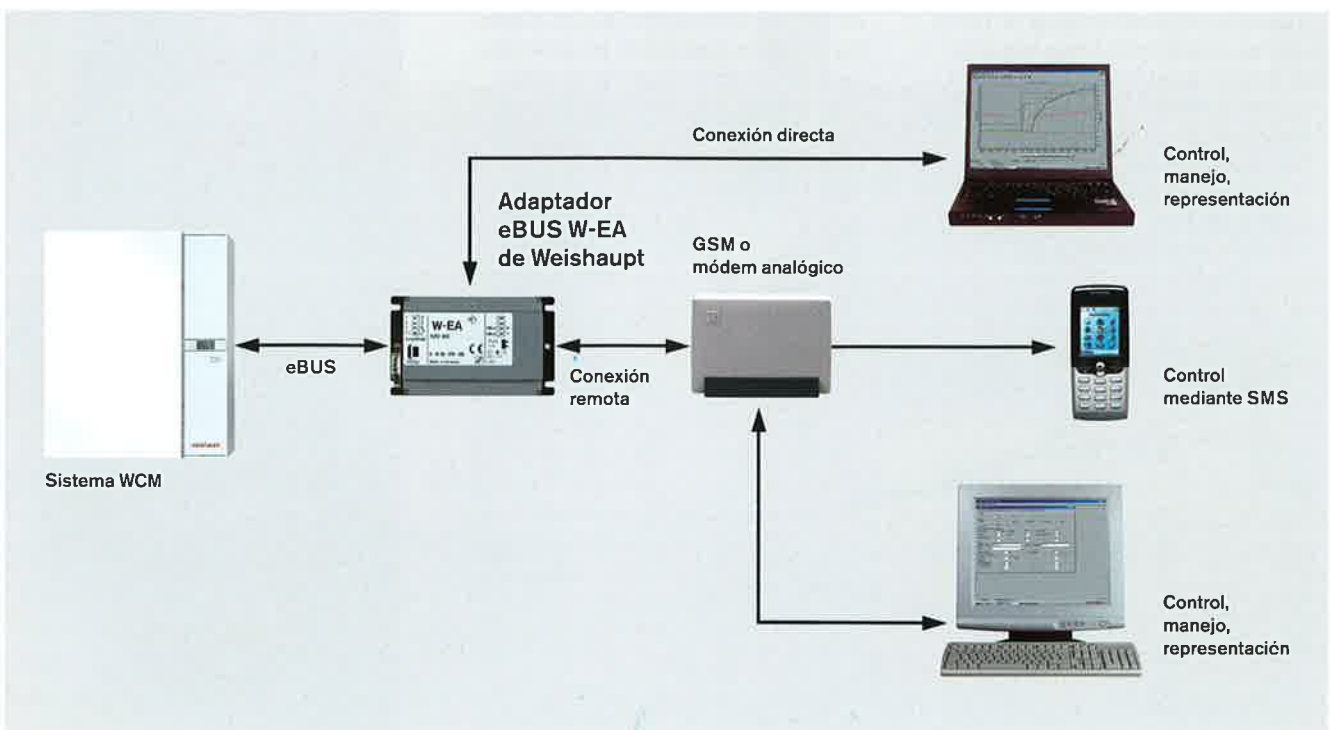 Conexión directa
Control,
manejo,
representación
Adaptador
eBUS W-EA
de Weishaupt
GSM o
módem analógico
W-EA
eBUS
Conexión
remota
Control
mediante SMS
Sistema WCM
Control,
manejo,
representación